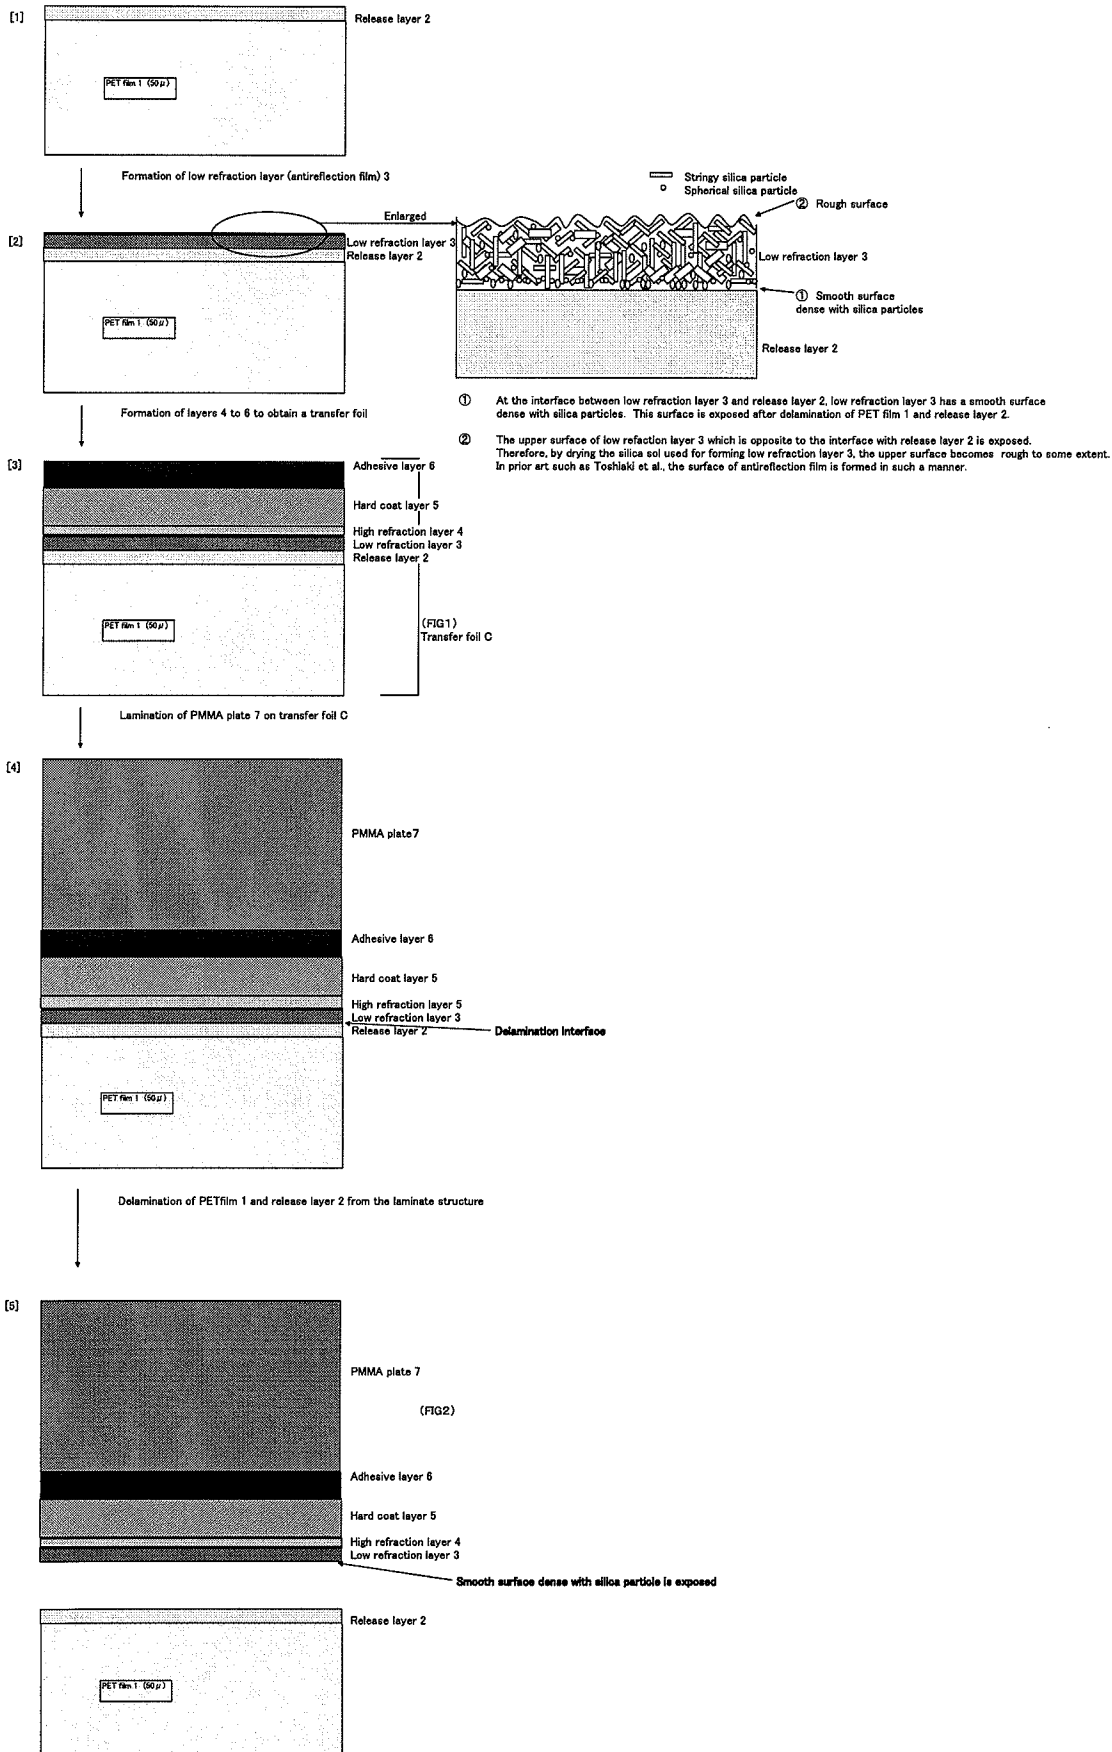 [1]
Release layer 2
PET film 1 (50μ)
Formation of low refraction layer (antireflection film) 3
Stringy silica particle
Spherical silica particle
② Rough surface
Enlarged
[2]
Low refraction layer 3
Release layer 2
Low refraction layer 3
PET film 1 (50μ)
① Smooth surface
dense with silica particles
Release layer 2
Formation of layers 4 to 6 to obtain a transfer foil
① At the interface between low refraction layer 3 and release layer 2, low refraction layer 3 has a smooth surface
dense with silica particles. This surface is exposed after delamination of PET film 1 and release layer 2.
② The upper surface of low refaction layer 3 which is opposite to the interface with release layer 2 is exposed.
Therefore, by drying the silica sol used for forming low refraction layer 3, the upper surface becomes rough to some extent.
In prior art such as Toshiaki et al., the surface of antireflection film is formed in such a manner.
[3]
Adhesive layer 6
Hard coat layer 5
High refraction layer 4
Low refraction layer 3
Release layer 2
PET film 1 (50μ)
(FIG1)
Transfer foil C
Lamination of PMMA plate 7 on transfer foil C
[4]
PMMA plate7
Adhesive layer 6
Hard coat layer 5
High refraction layer 5
Low refraction layer 3
Release layer 2
Delamination Interface
PET film 1 (50μ)
Delamination of PETfilm 1 and release layer 2 from the laminate structure
[5]
PMMA plate 7
(FIG2)
Adhesive layer 6
Hard coat layer 5
High refraction layer 4
Low refraction layer 3
Smooth surface dense with silica particle is exposed
Release layer 2
PET film 1 (50μ)